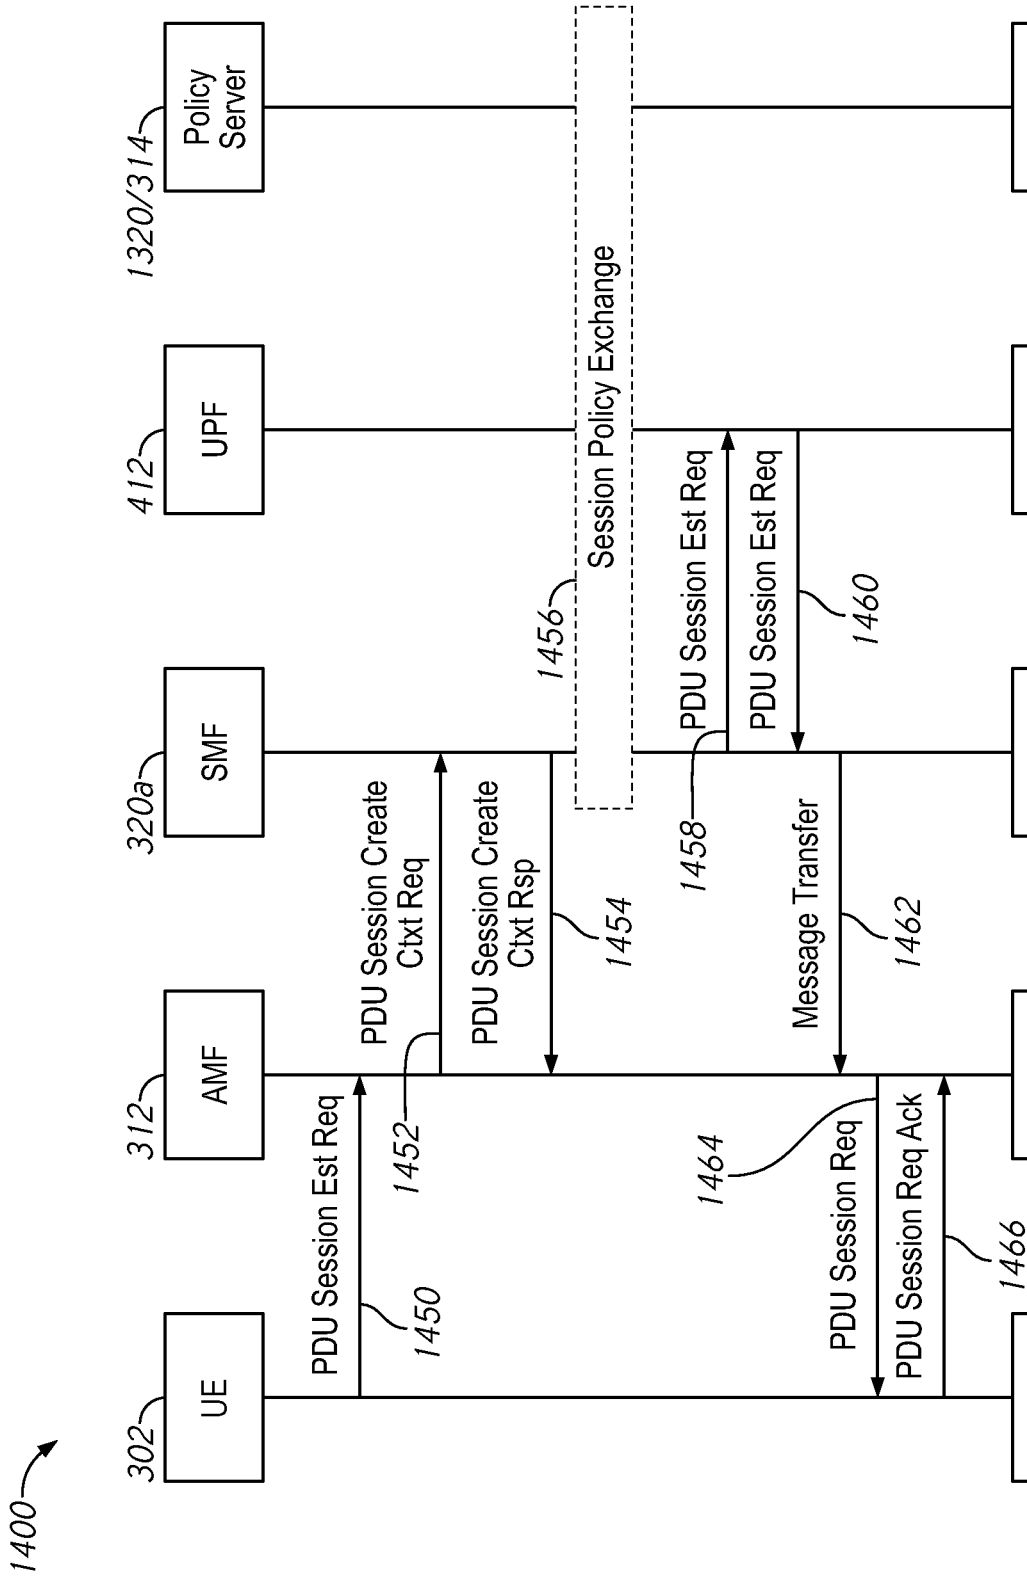 1400
302
312
320a
412
1320/314
UE
AMF
SMF
UPF
Policy
Server
PDU Session Est Req
1450
PDU Session Create
Ctxt Req
1452
PDU Session Create
Ctxt Rsp
1454
1456
Session Policy Exchange
PDU Session Est Req
1458
PDU Session Est Req
1460
Message Transfer
1462
1464
PDU Session Req
PDU Session Req Ack
1466